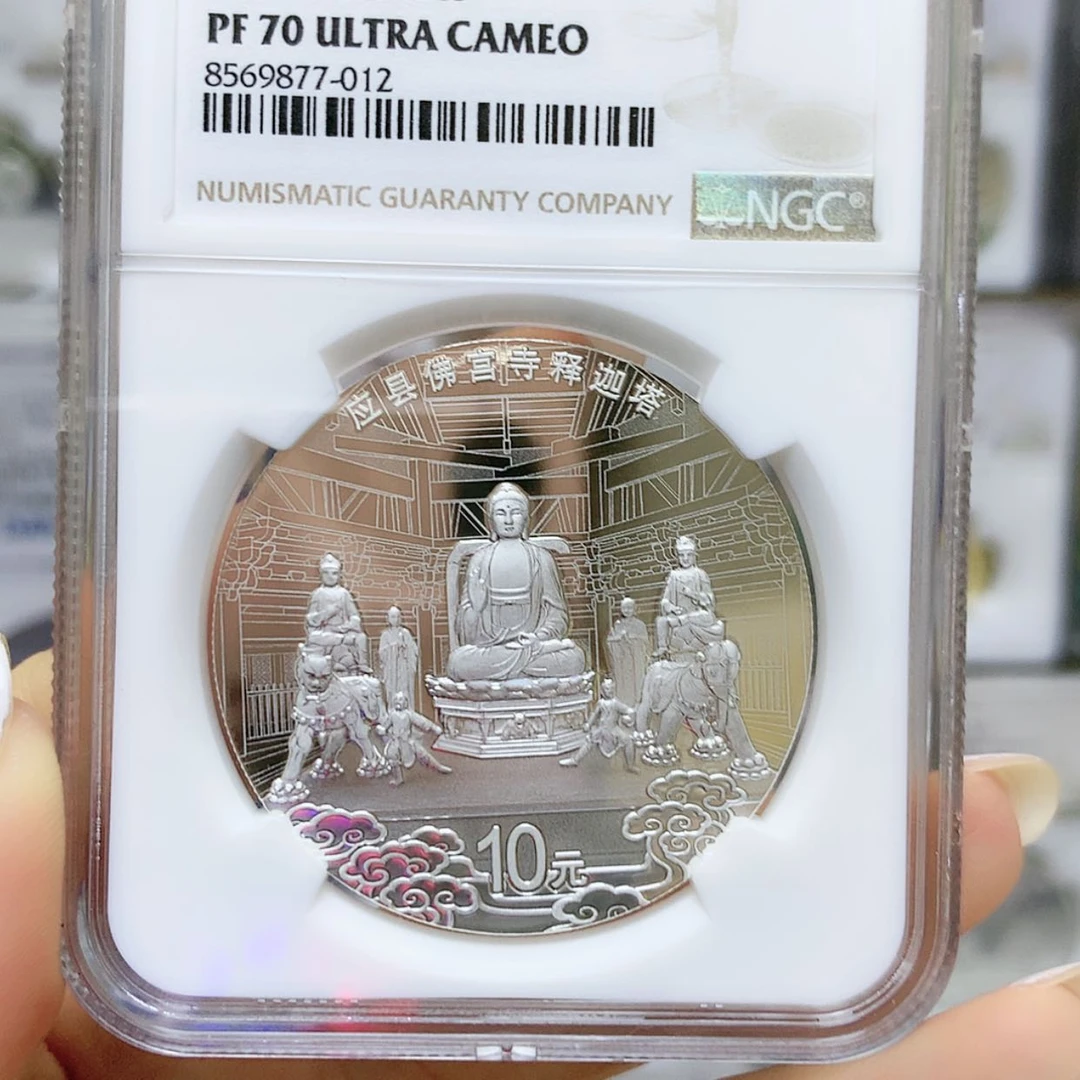 PF 70 ULTRA CAMEO
8569877-012
NUMISMATIC GUARANTY COMPANY
NGC®
应县佛宫寺释迦塔
10元